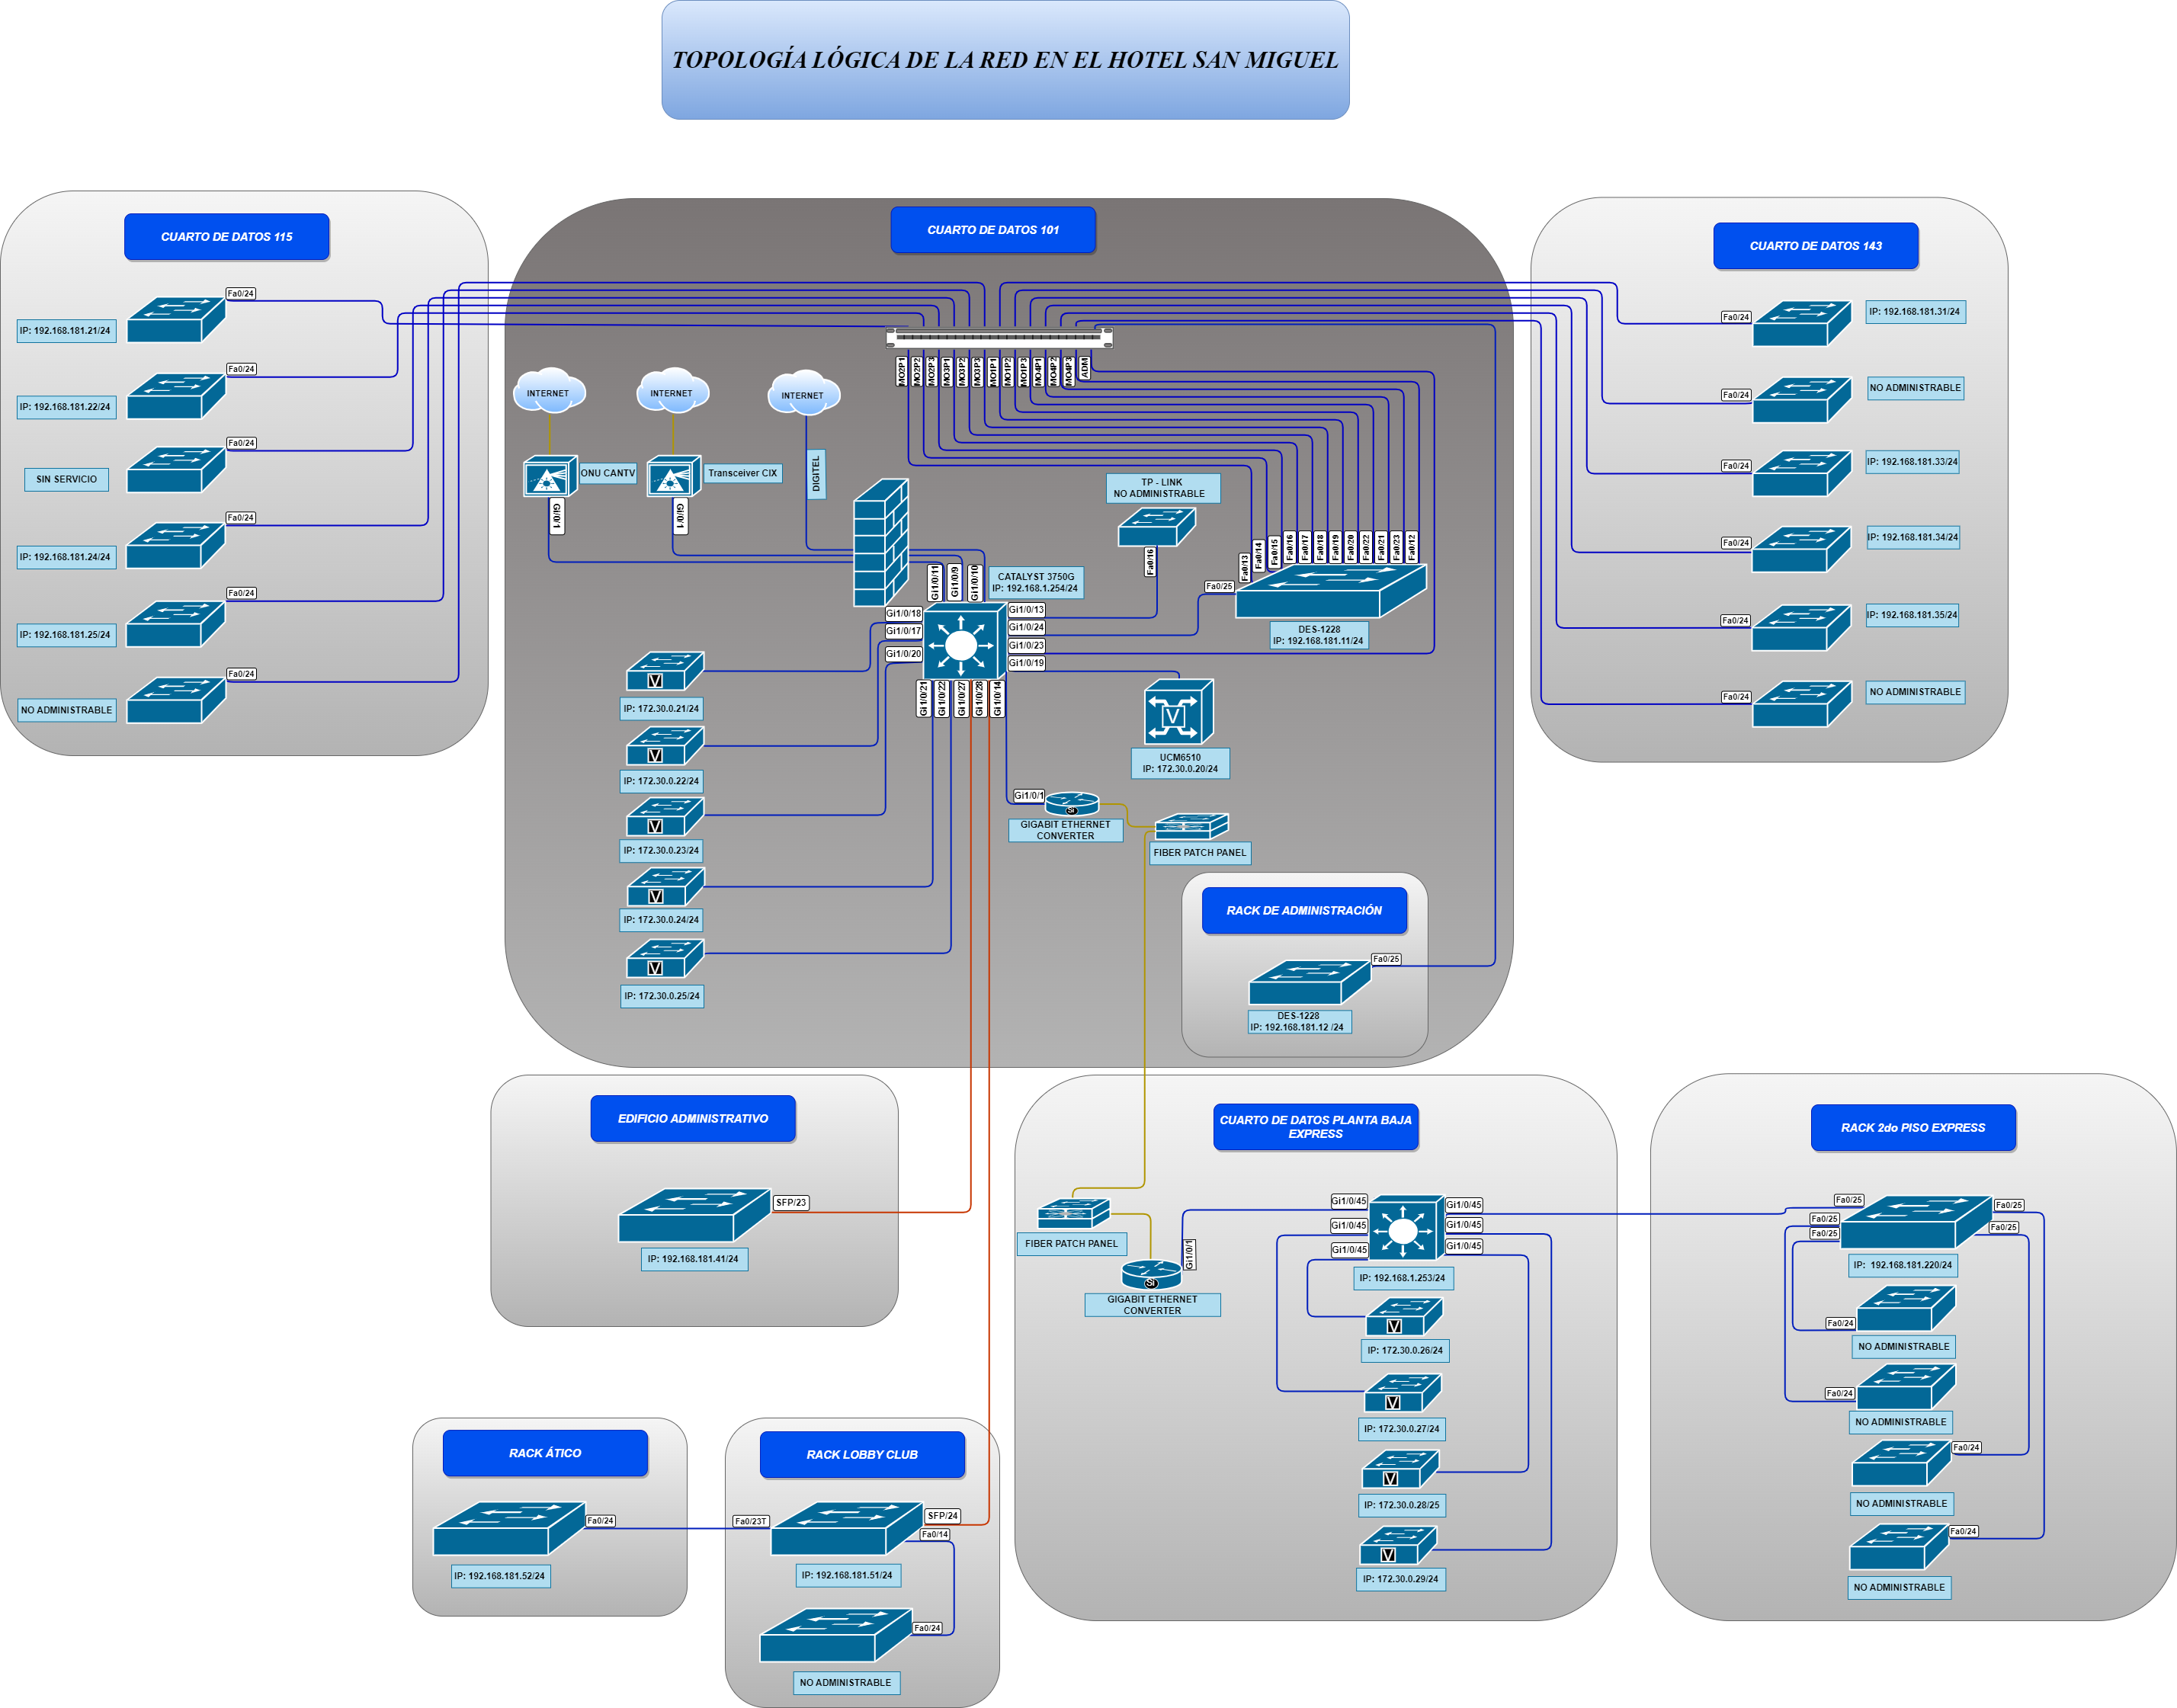 TOPOLOGÍA LÓGICA DE LA RED EN EL HOTEL SAN MIGUEL
CUARTO DE DATOS 115
Fa0/24
IP: 192.168.181.21/24
Fa0/24
IP: 192.168.181.22/24
Fa0/24
SIN SERVICIO
Fa0/24
IP: 192.168.181.24/24
Fa0/24
IP: 192.168.181.25/24
Fa0/24
NO ADMINISTRABLE
CUARTO DE DATOS 101
MO2P1
MO2P2
MO2P3
MO3P1
MO3P2
MO3P3
MO1P1
MO1P2
MO1P3
MO4P1
MO4P2
MO4P3
ADM
INTERNET
INTERNET
INTERNET
ONU CANTV
Transceiver CIX
DIGITEL
Gi/0/1
Gi/0/1
TP - LINK
NO ADMINISTRABLE
Fa0/16
Fa0/13
Fa0/14
Fa0/15
Fa0/16
Fa0/17
Fa0/18
Fa0/19
Fa0/20
Fa0/22
Fa0/21
Fa0/23
Fa0/12
Fa0/25
DES-1228
IP: 192.168.181.11/24
Gi1/0/11
Gi1/0/9
Gi1/0/10
CATALYST 3750G
IP: 192.168.1.254/24
Gi1/0/18
Gi1/0/17
Gi1/0/20
Gi1/0/13
Gi1/0/24
Gi1/0/23
Gi1/0/19
Gi1/0/21
Gi1/0/22
Gi1/0/27
Gi1/0/28
Gi1/0/14
IP: 172.30.0.21/24
IP: 172.30.0.22/24
IP: 172.30.0.23/24
IP: 172.30.0.24/24
IP: 172.30.0.25/24
UCM6510
IP: 172.30.0.20/24
Gi1/0/1
GIGABIT ETHERNET
CONVERTER
FIBER PATCH PANEL
RACK DE ADMINISTRACIÓN
Fa0/25
DES-1228
IP: 192.168.181.12 /24
CUARTO DE DATOS 143
Fa0/24
IP: 192.168.181.31/24
Fa0/24
NO ADMINISTRABLE
Fa0/24
IP: 192.168.181.33/24
Fa0/24
IP: 192.168.181.34/24
Fa0/24
IP: 192.168.181.35/24
Fa0/24
NO ADMINISTRABLE
EDIFICIO ADMINISTRATIVO
SFP/23
IP: 192.168.181.41/24
CUARTO DE DATOS PLANTA BAJA
EXPRESS
FIBER PATCH PANEL
Gi1/0/1
GIGABIT ETHERNET
CONVERTER
Gi1/0/45
Gi1/0/45
Gi1/0/45
Gi1/0/45
Gi1/0/45
Gi1/0/45
IP: 192.168.1.253/24
IP: 172.30.0.26/24
IP: 172.30.0.27/24
IP: 172.30.0.28/25
IP: 172.30.0.29/24
RACK 2do PISO EXPRESS
Fa0/25
Fa0/25
Fa0/25
Fa0/25
Fa0/25
IP: 192.168.181.220/24
Fa0/24
NO ADMINISTRABLE
Fa0/24
NO ADMINISTRABLE
Fa0/24
NO ADMINISTRABLE
Fa0/24
NO ADMINISTRABLE
RACK ÁTICO
Fa0/24
IP: 192.168.181.52/24
RACK LOBBY CLUB
Fa0/23T
SFP/24
Fa0/14
IP: 192.168.181.51/24
Fa0/24
NO ADMINISTRABLE